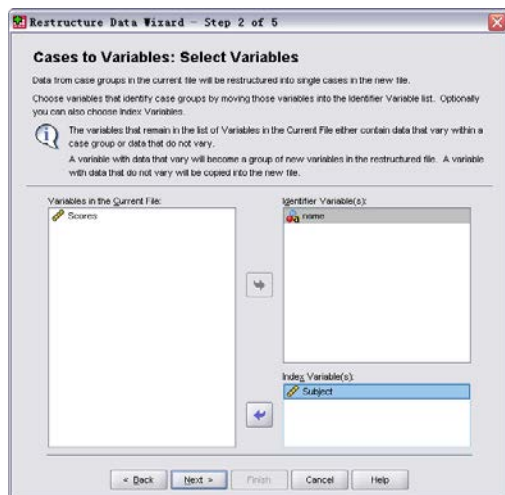 Restructure Data Wizard - Step 2 of 5
Cases to Variables: Select Variables
Data from case groups in the current file will be restructured into single cases in the new file.
Choose variables that identify case groups by moving those variables into the Identifier Variable list. Optionally
you can also choose Index Variables.
The variables that remain in the list of Variables in the Current File either contain data that vary within a
case group or data that do not vary.
A variable with data that vary will become a group of new variables in the restructured file. A variable
with data that do not vary will be copied into the new file.
Variables in the Current File:
Scores
Identifier Variable(s):
name
Index Variable(s):
Subject
< Back
Next >
Finish
Cancel
Help